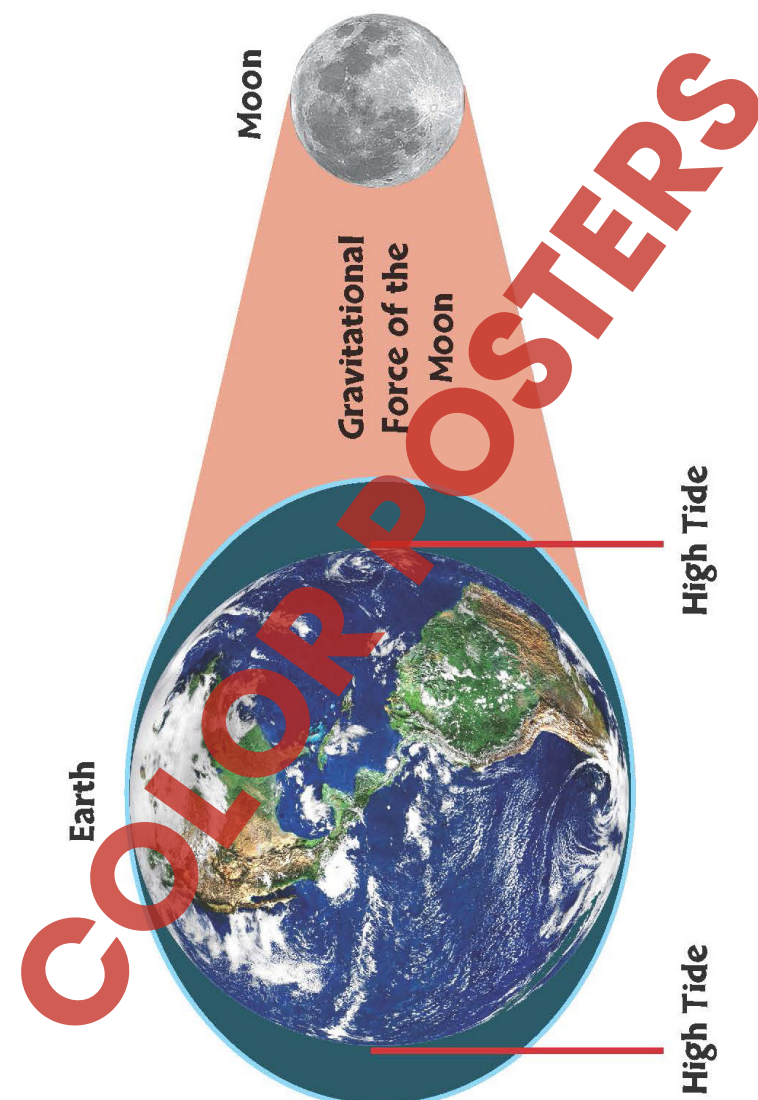 Moon
Gravitational
Force of the
Moon
Earth
High Tide
High Tide
COLOR POSTERS